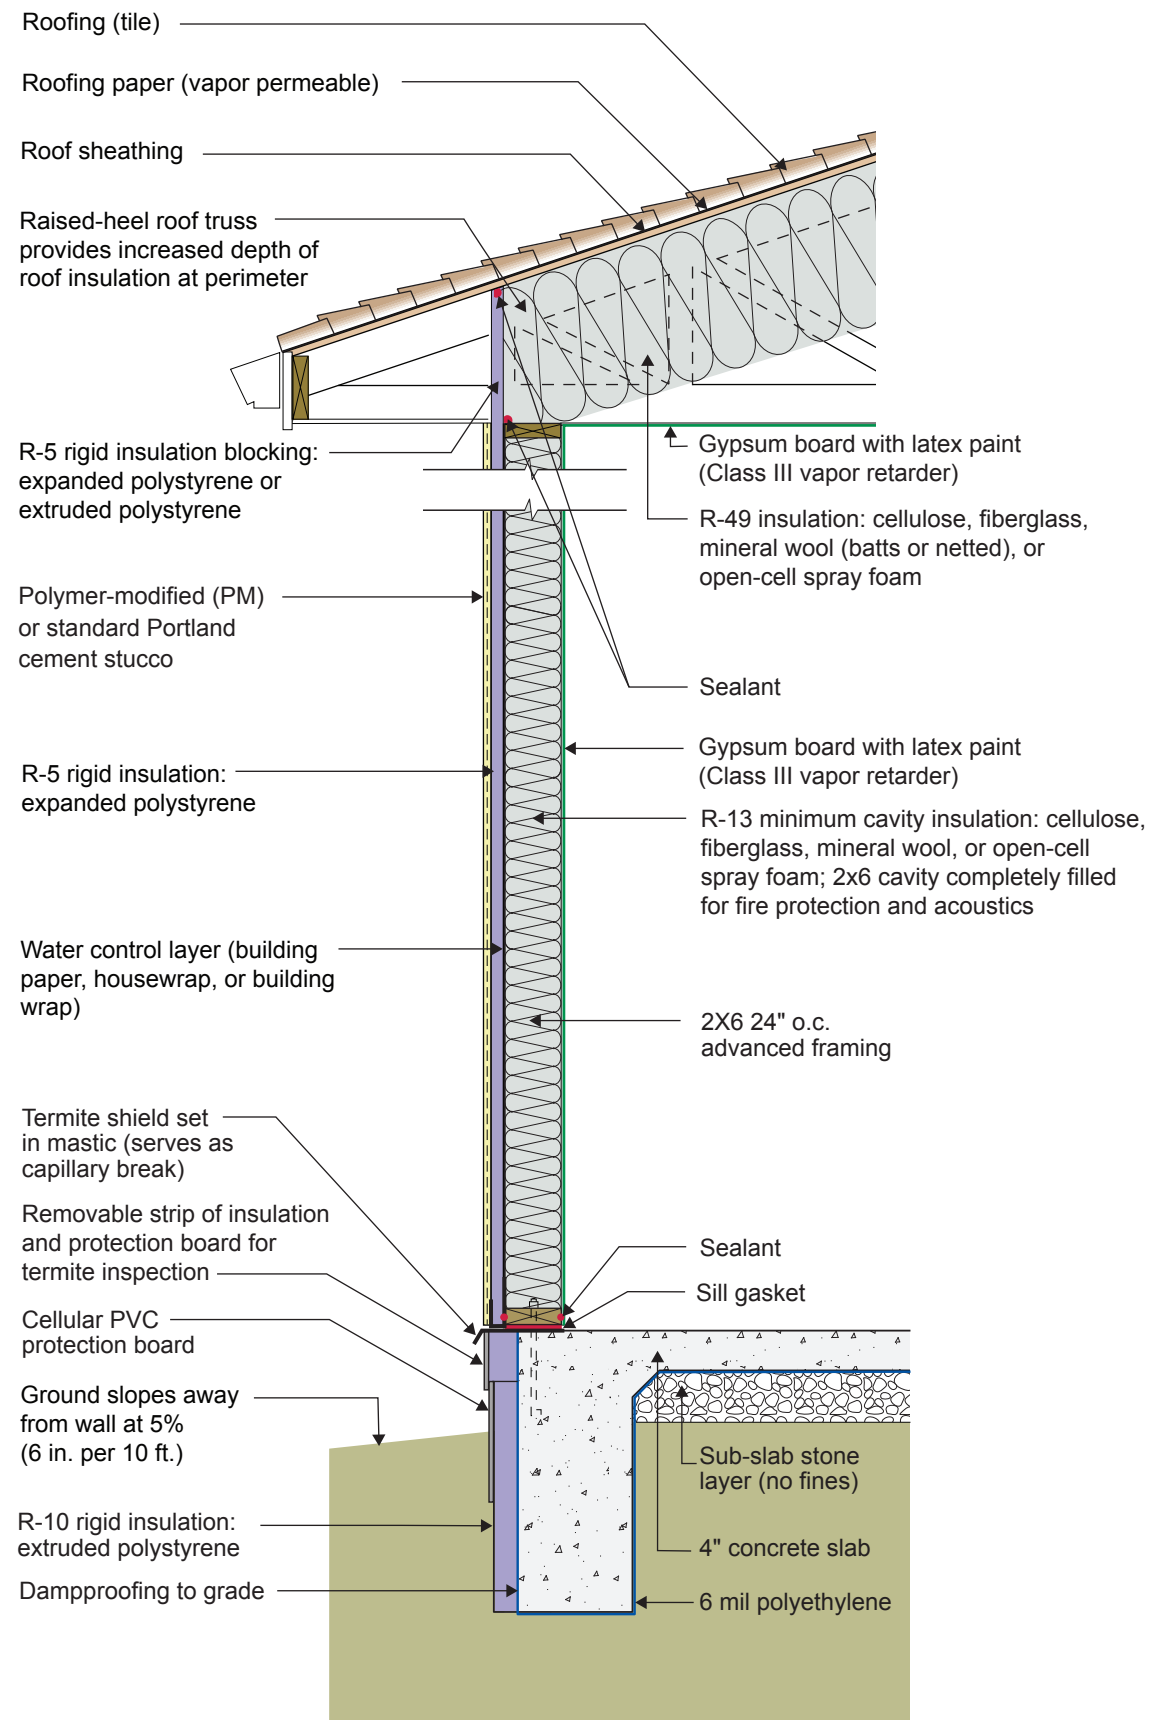 Roofing (tile)
Roofing paper (vapor permeable)
Roof sheathing
Raised-heel roof truss
provides increased depth of
roof insulation at perimeter
R-5 rigid insulation blocking:
expanded polystyrene or
extruded polystyrene
Polymer-modified (PM)
or standard Portland
cement stucco
R-5 rigid insulation:
expanded polystyrene
Water control layer (building
paper, housewrap, or building
wrap)
Termite shield set
in mastic (serves as
capillary break)
Removable strip of insulation
and protection board for
termite inspection
Cellular PVC
protection board
Ground slopes away
from wall at 5%
(6 in. per 10 ft.)
R-10 rigid insulation:
extruded polystyrene
Dampproofing to grade
Gypsum board with latex paint
(Class III vapor retarder)
R-49 insulation: cellulose, fiberglass,
mineral wool (batts or netted), or
open-cell spray foam
Sealant
Gypsum board with latex paint
(Class III vapor retarder)
R-13 minimum cavity insulation: cellulose,
fiberglass, mineral wool, or open-cell
spray foam; 2x6 cavity completely filled
for fire protection and acoustics
2X6 24" o.c.
advanced framing
Sealant
Sill gasket
Sub-slab stone
layer (no fines)
4" concrete slab
6 mil polyethylene